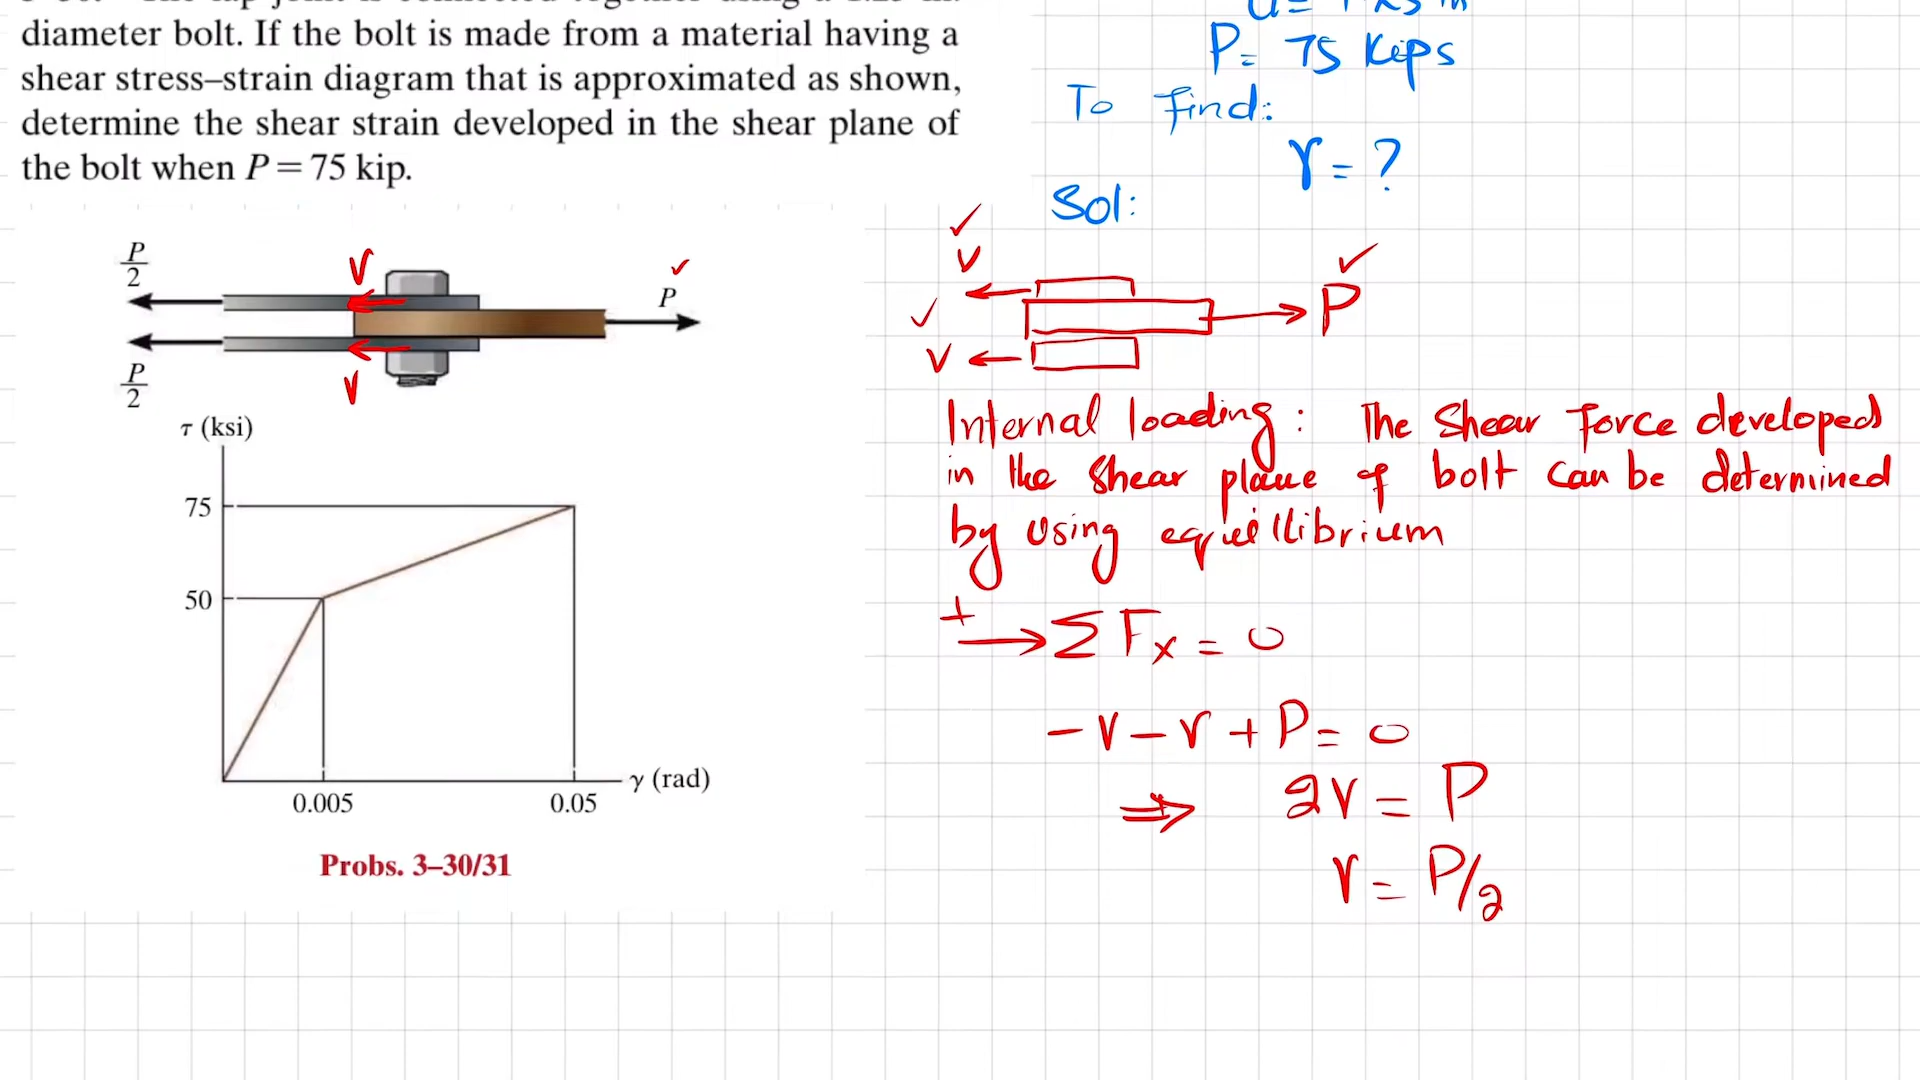 diameter bolt. If the bolt is made from a material having a
shear stress–strain diagram that is approximated as shown,
determine the shear strain developed in the shear plane of
the bolt when P = 75 kip.
P/2
P/2
V
V
P
τ (ksi)
75
50
0.005
0.05
γ (rad)
Probs. 3–30/31
P = 75 Kips
To find:
γ = ?
Sol:
V
P
V
Internal loading: The Shear Force developed
in the Shear plane of bolt can be determined
by using equillibrium
+
→ Σ Fx = 0
- V - V + P = 0
⇒ 2V = P
V = P/2